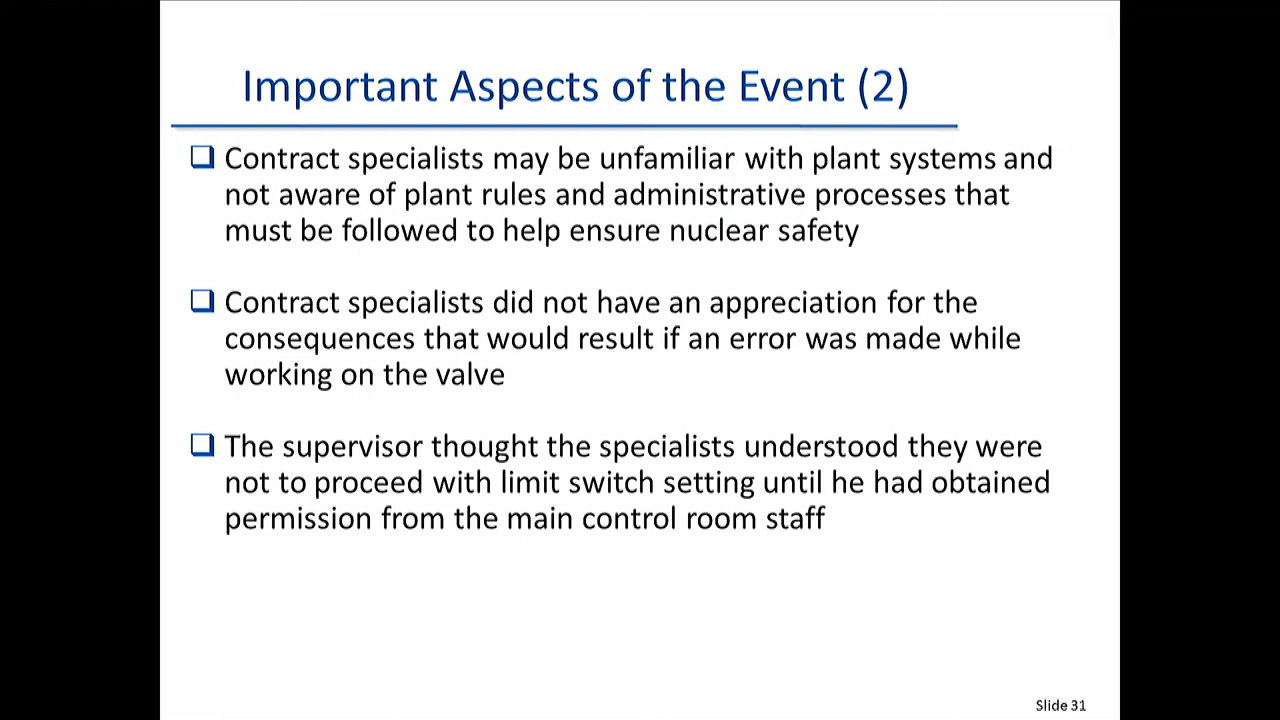 Important Aspects of the Event (2)
Contract specialists may be unfamiliar with plant systems and
not aware of plant rules and administrative processes that
must be followed to help ensure nuclear safety
Contract specialists did not have an appreciation for the
consequences that would result if an error was made while
working on the valve
The supervisor thought the specialists understood they were
not to proceed with limit switch setting until he had obtained
permission from the main control room staff
Slide 31